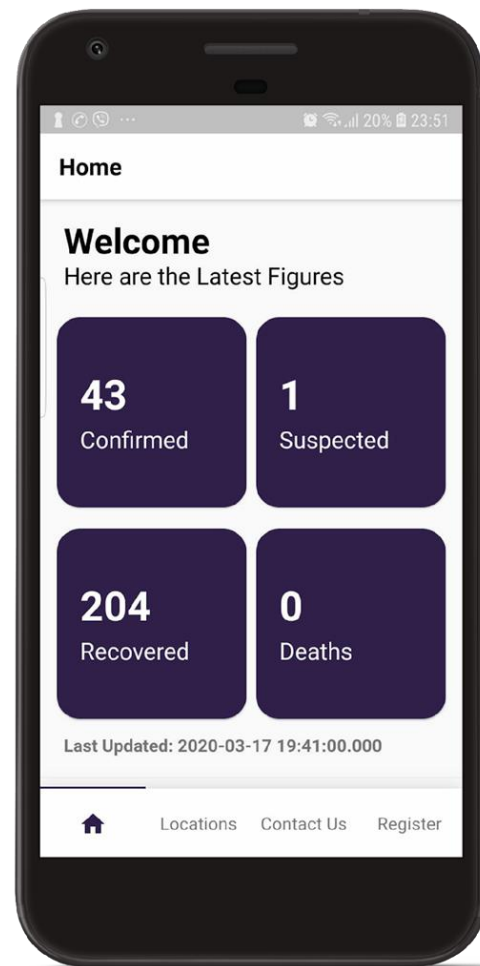 20% 23:51
Home
Welcome
Here are the Latest Figures
43
Confirmed
1
Suspected
204
Recovered
0
Deaths
Last Updated: 2020-03-17 19:41:00.000
Locations Contact Us Register